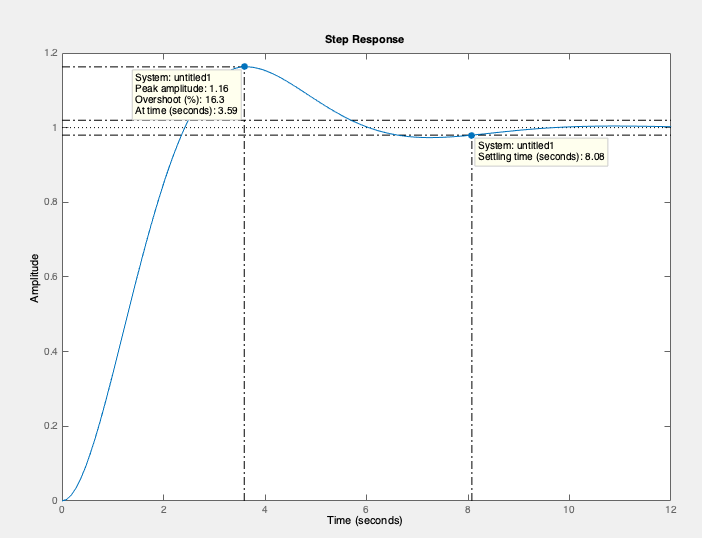 Step Response
1.2
System: untitled1
Peak amplitude: 1.16
Overshoot (%): 16.3
At time (seconds): 3.59
1
System: untitled1
Settling time (seconds): 8.08
0.8
0.6
Amplitude
0.4
0.2
0
0 2 4 6 8 10 12
Time (seconds)